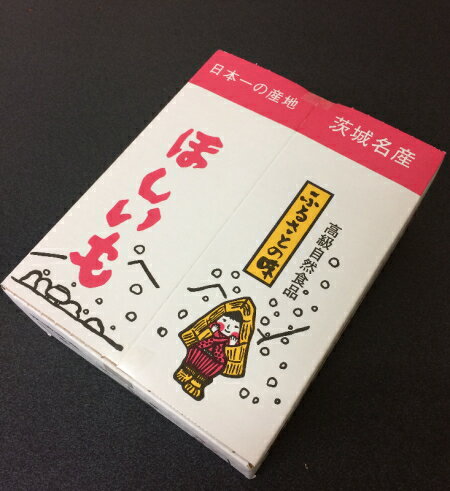 日本一の産地
茨城名産
ほしいも
高級自然食品
ふるさとの味